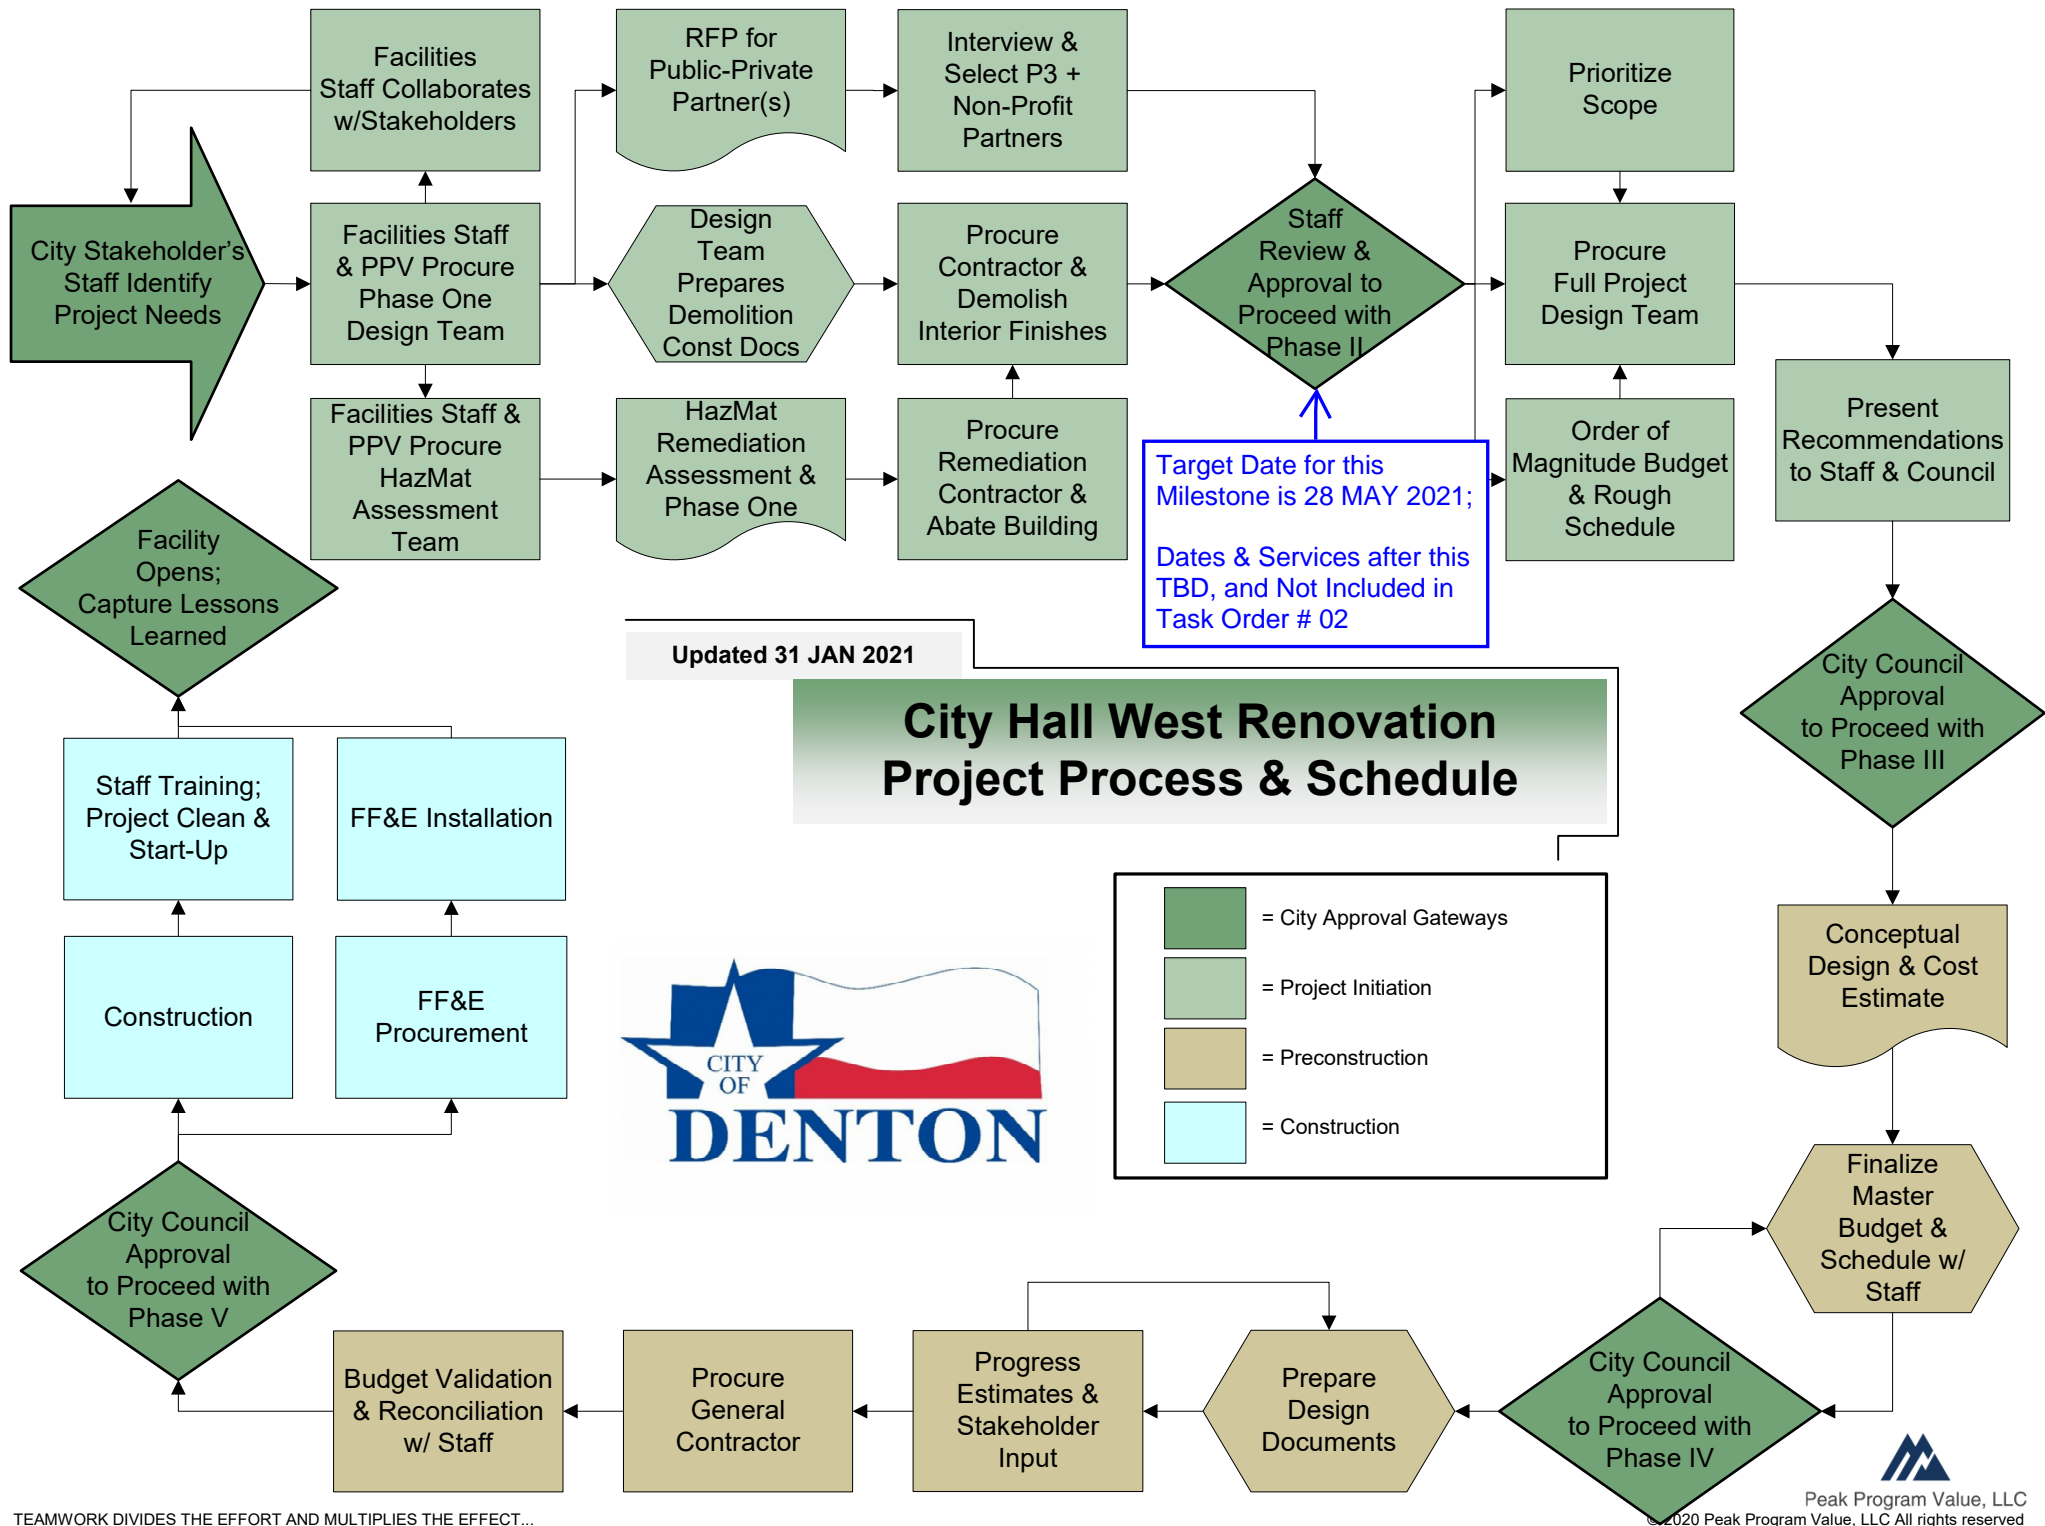 Facilities
Staff Collaborates
w/Stakeholders
RFP for
Public-Private
Partner(s)
Interview &
Select P3 +
Non-Profit
Partners
Prioritize
Scope
City Stakeholder's
Staff Identify
Project Needs
Facilities Staff
& PPV Procure
Phase One
Design Team
Design
Team
Prepares
Demolition
Const Docs
Procure
Contractor &
Demolish
Interior Finishes
Staff
Review &
Approval to
Proceed with
Phase II
Procure
Full Project
Design Team
Facilities Staff &
PPV Procure
HazMat
Assessment
Team
HazMat
Remediation
Assessment &
Phase One
Procure
Remediation
Contractor &
Abate Building
Target Date for this
Milestone is 28 MAY 2021;
Dates & Services after this
TBD, and Not Included in
Task Order # 02
Order of
Magnitude Budget
& Rough
Schedule
Present
Recommendations
to Staff & Council
Facility
Opens;
Capture Lessons
Learned
Updated 31 JAN 2021
City Hall West Renovation
Project Process & Schedule
City Council
Approval
to Proceed with
Phase III
Staff Training;
Project Clean &
Start-Up
FF&E Installation
= City Approval Gateways
= Project Initiation
= Preconstruction
= Construction
Conceptual
Design & Cost
Estimate
Construction
FF&E
Procurement
CITY
OF
DENTON
Finalize
Master
Budget &
Schedule w/
Staff
City Council
Approval
to Proceed with
Phase V
Budget Validation
& Reconciliation
w/ Staff
Procure
General
Contractor
Progress
Estimates &
Stakeholder
Input
Prepare
Design
Documents
City Council
Approval
to Proceed with
Phase IV
Peak Program Value, LLC
TEAMWORK DIVIDES THE EFFORT AND MULTIPLIES THE EFFECT...
©2020 Peak Program Value, LLC All rights reserved